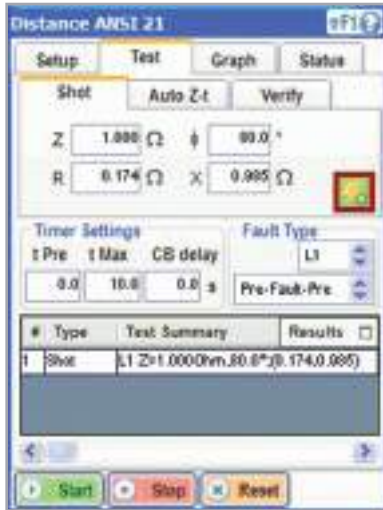 Distance ANSI 21
Setup Test Graph Status
Shot Auto Z-t Verify
Z 1.000 Ω ϕ 80.0 °
R 0.174 Ω X 0.985 Ω
Timer Settings Fault Type
t Pre t Max CB delay L1
0.0 10.0 0.0 s Pre-Fault-Pre
# Type Test Summary Results
1 Shot L1 Z=1.000Ohm,80.0°;(0.174,0.985)
Start Stop Reset